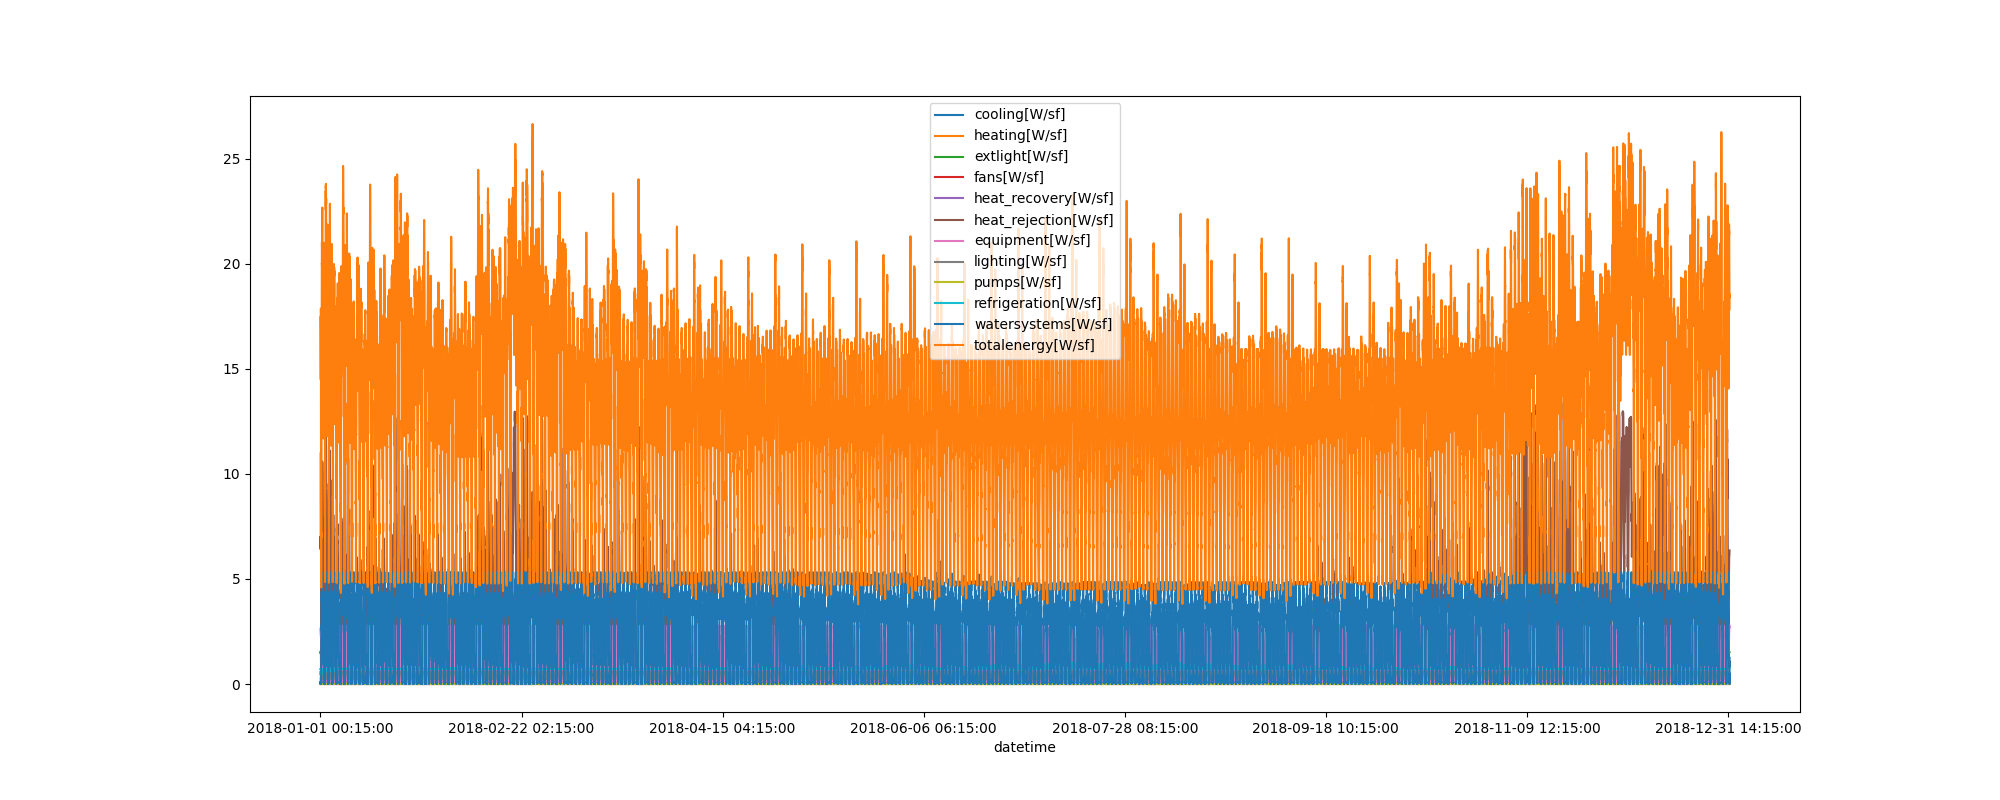 cooling[W/sf]
heating[W/sf]
extlight[W/sf]
fans[W/sf]
heat_recovery[W/sf]
heat_rejection[W/sf]
equipment[W/sf]
lighting[W/sf]
pumps[W/sf]
refrigeration[W/sf]
watersystems[W/sf]
totalenergy[W/sf]
25
20
15
10
5
0
2018-01-01 00:15:00 2018-02-22 02:15:00 2018-04-15 04:15:00 2018-06-06 06:15:00 2018-07-28 08:15:00 2018-09-18 10:15:00 2018-11-09 12:15:00 2018-12-31 14:15:00
datetime